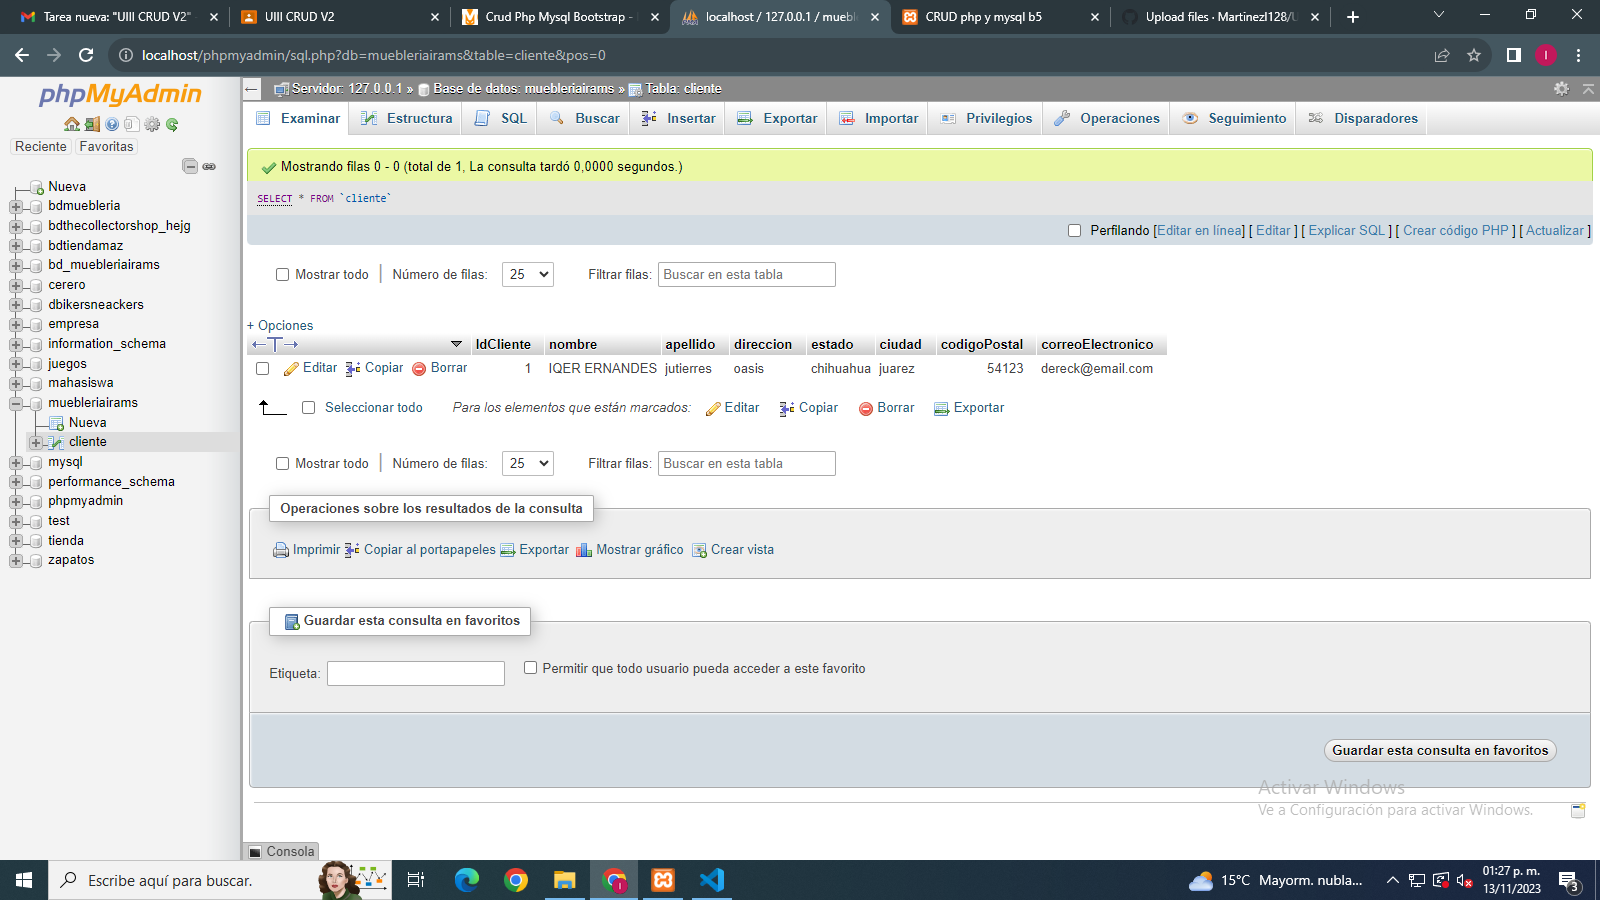 Tarea nueva: "UIII CRUD V2"
UIII CRUD V2
Crud Php Mysql Bootstrap -
localhost / 127.0.0.1 / muebl
CRUD php y mysql b5
Upload files · MartinezI128/U
localhost/phpmyadmin/sql.php?db=muebleriairams&table=cliente&pos=0
I
phpMyAdmin
Reciente
Favoritas
Nueva
bdmuebleria
bdthecollectorshop_hejg
bdtiendamaz
bd_muebleriairams
cerero
dbikersneackers
empresa
information_schema
juegos
mahasiswa
muebleriairams
Nueva
cliente
mysql
performance_schema
phpmyadmin
test
tienda
zapatos
Servidor: 127.0.0.1 » Base de datos: muebleriairams » Tabla: cliente
Examinar Estructura SQL Buscar Insertar Exportar Importar Privilegios Operaciones Seguimiento Disparadores
Mostrando filas 0 - 0 (total de 1, La consulta tardó 0,0000 segundos.)
SELECT * FROM `cliente`
Perfilando [Editar en línea] [ Editar ] [ Explicar SQL ] [ Crear código PHP ] [ Actualizar ]
Mostrar todo | Número de filas: 25 Filtrar filas: Buscar en esta tabla
+ Opciones
←T→ IdCliente nombre apellido direccion estado ciudad codigoPostal correoElectronico
Editar Copiar Borrar 1 IQER ERNANDES jutierres oasis chihuahua juarez 54123 dereck@email.com
Seleccionar todo Para los elementos que están marcados: Editar Copiar Borrar Exportar
Mostrar todo | Número de filas: 25 Filtrar filas: Buscar en esta tabla
Operaciones sobre los resultados de la consulta
Imprimir Copiar al portapapeles Exportar Mostrar gráfico Crear vista
Guardar esta consulta en favoritos
Etiqueta: Permitir que todo usuario pueda acceder a este favorito
Guardar esta consulta en favoritos
Activar Windows
Ve a Configuración para activar Windows.
Consola
Escribe aquí para buscar.
15°C Mayorm. nubla...
01:27 p. m.
13/11/2023
3